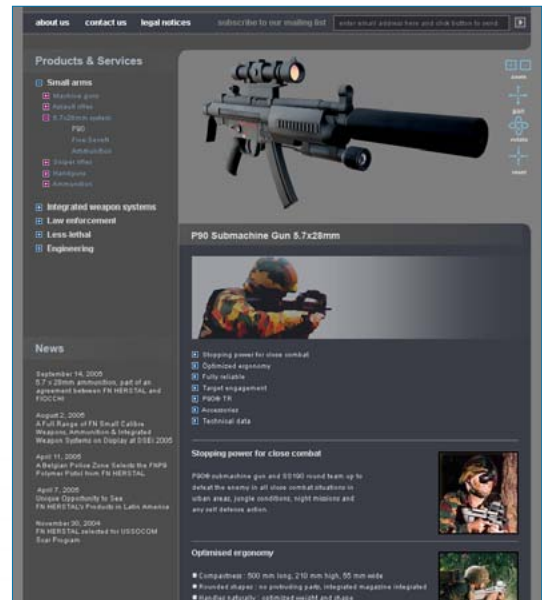 about us
contact us
legal notices
subscribe to our mailing list
enter email address here and click button to send
Products & Services
Small arms
Machine guns
Assault rifles
5.7x28mm system
P90
Five-SeveN
Ammunition
Sniper rifles
Handguns
Ammunition
Integrated weapon systems
Law enforcement
Less-lethal
Engineering
zoom
pan
rotate
reset
P90 Submachine Gun 5.7x28mm
Stopping power for close combat
Optimized ergonomy
Fully reliable
Target engagement
P90® TR
Accessories
Technical data
News
September 14, 2005
5.7 x 28mm ammunition, part of an
agreement between FN HERSTAL and
FIOCCHI
August 2, 2005
A Full Range of FN Small Calibre
Weapons, Ammunition & Integrated
Weapon Systems on Display at DSEi 2005
April 11, 2005
A Belgian Police Zone Selects the FNP9
Polymer Pistol from FN HERSTAL
April 7, 2005
Unique Opportunity to See
FN HERSTAL's Products in Latin America
November 30, 2004
FN HERSTAL selected for USSOCOM
Scar Program
Stopping power for close combat
P90® submachine gun and SS190 round team up to
defeat the enemy in all close combat situations in
urban areas, jungle conditions, night missions and
any self defense action.
Optimised ergonomy
Compactness : 500 mm long, 210 mm high, 55 mm wide
Rounded shapes : no protruding parts, integrated magazine integrated
Handles naturally : optimized weight and shape